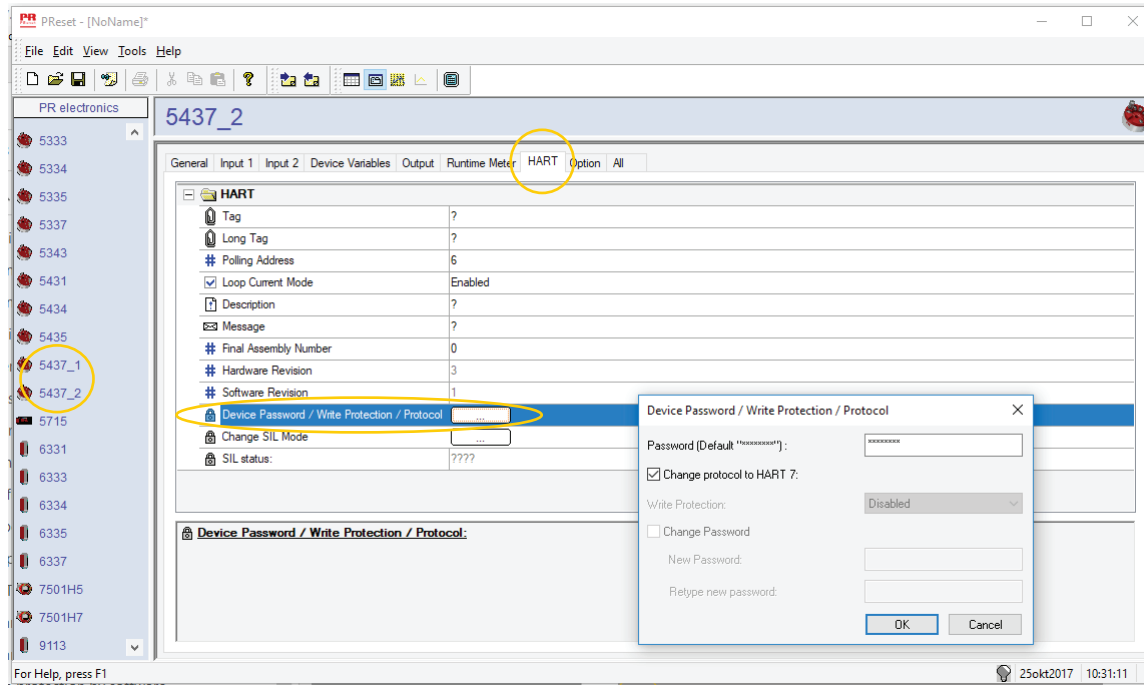 PReset - [NoName]*
File Edit View Tools Help
PR electronics
5333
5334
5335
5337
5343
5431
5434
5435
5437_1
5437_2
5715
6331
6333
6334
6335
6337
7501H5
7501H7
9113
5437_2
General Input 1 Input 2 Device Variables Output Runtime Meter HART Option All
HART
Tag ?
Long Tag ?
Polling Address 6
Loop Current Mode Enabled
Description ?
Message ?
Final Assembly Number 0
Hardware Revision 3
Software Revision 1
Device Password / Write Protection / Protocol ...
Change SIL Mode ...
SIL status: ????
Device Password / Write Protection / Protocol:
Device Password / Write Protection / Protocol
Password (Default "********") : ********
Change protocol to HART 7:
Write Protection: Disabled
Change Password
New Password:
Retype new password:
OK Cancel
For Help, press F1 25okt2017 10:31:11